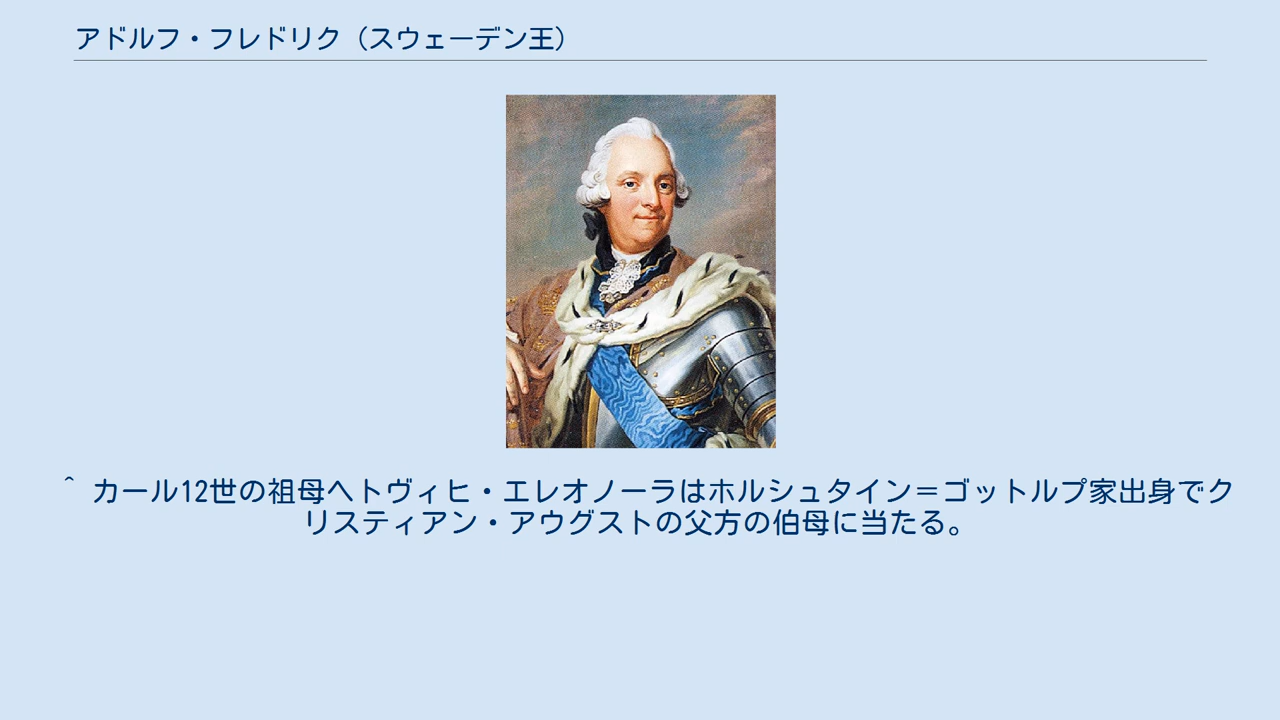 アドルフ・フレドリク（スウェーデン王）
^ カール12世の祖母ヘトヴィヒ・エレオノーラはホルシュタイン＝ゴットルプ家出身でク
リスティアン・アウグストの父方の伯母に当たる。